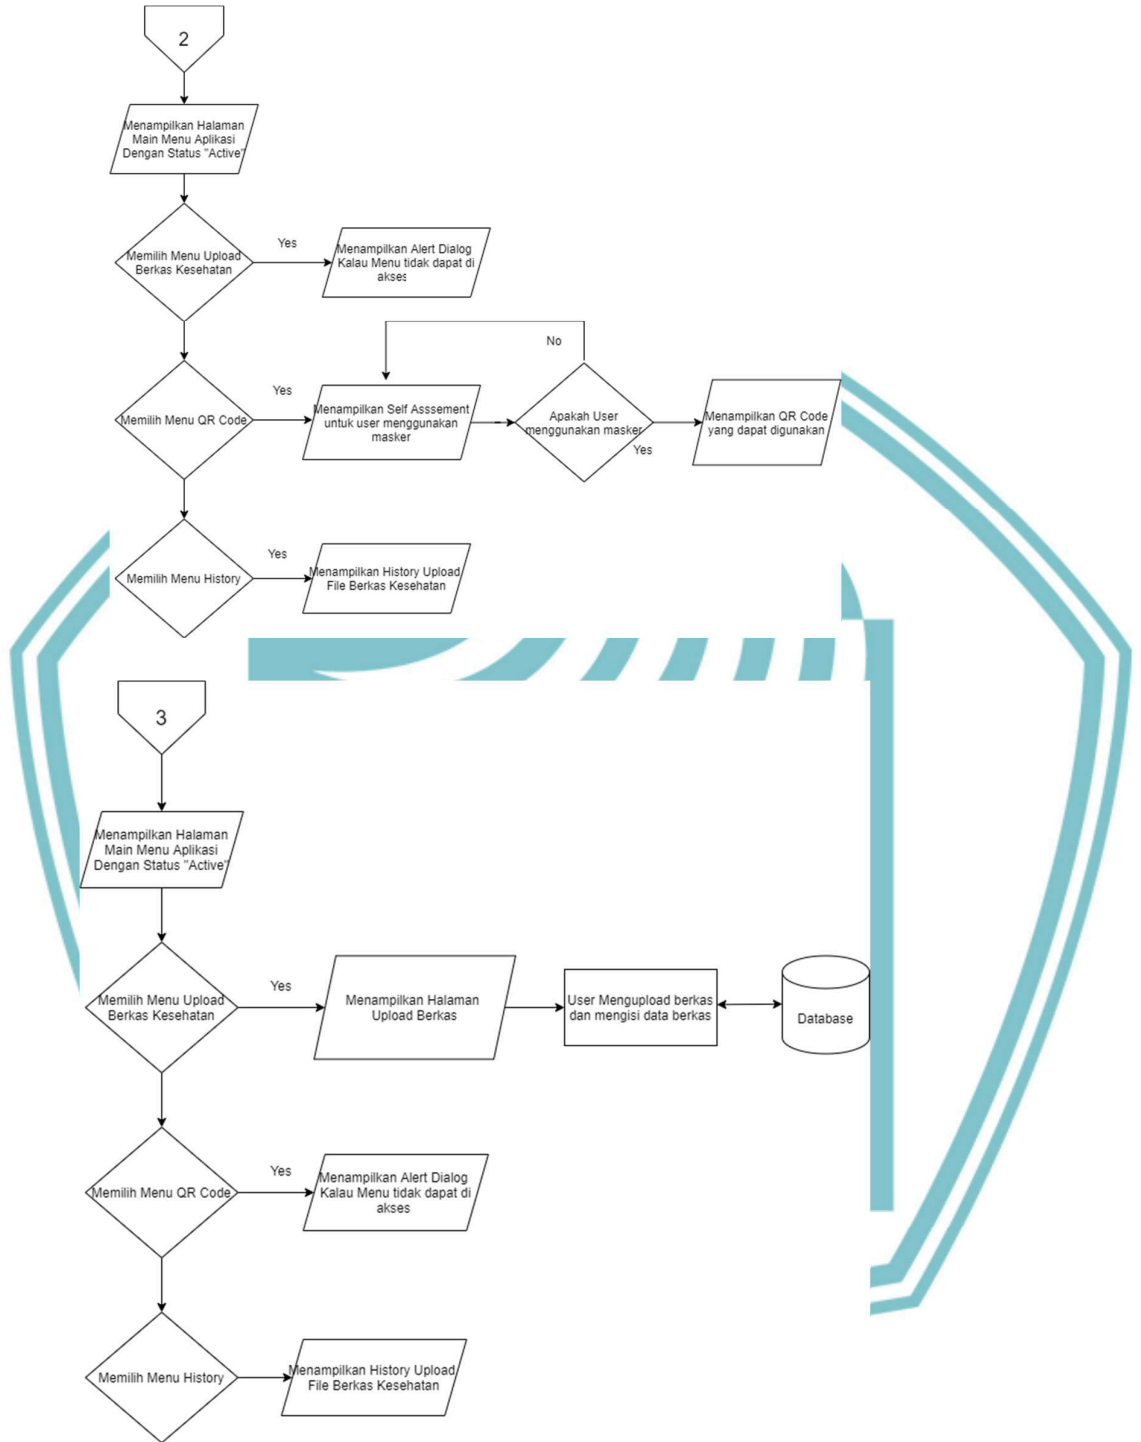 2
Menampilkan Halaman
Main Menu Aplikasi
Dengan Status "Active"
Memilih Menu Upload
Berkas Kesehatan
Yes
Menampilkan Alert Dialog
Kalau Menu tidak dapat di
akses
No
Memilih Menu QR Code
Yes
Menampilkan Self Asssement
untuk user menggunakan
masker
Apakah User
menggunakan masker
Yes
Menampilkan QR Code
yang dapat digunakan
Memilih Menu History
Yes
Menampilkan History Upload
File Berkas Kesehatan
3
Menampilkan Halaman
Main Menu Aplikasi
Dengan Status "Active"
Memilih Menu Upload
Berkas Kesehatan
Yes
Menampilkan Halaman
Upload Berkas
User Mengupload berkas
dan mengisi data berkas
Database
Memilih Menu QR Code
Yes
Menampilkan Alert Dialog
Kalau Menu tidak dapat di
akses
Memilih Menu History
Menampilkan History Upload
File Berkas Kesehatan